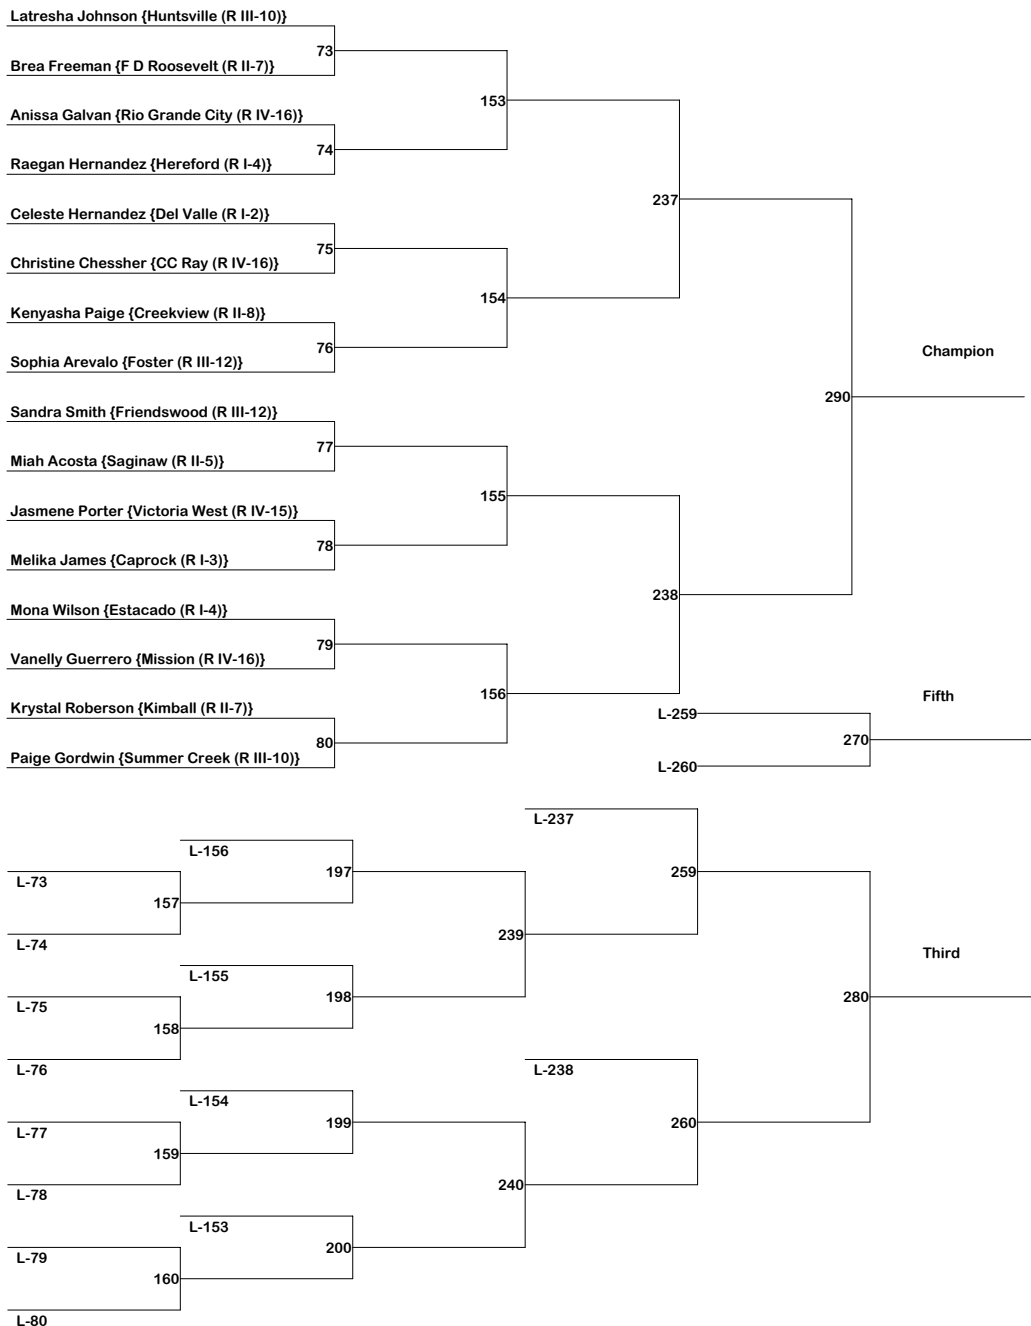 Latresha Johnson {Huntsville (R III-10)}
73
Brea Freeman {F D Roosevelt (R II-7)}
153
Anissa Galvan {Rio Grande City (R IV-16)}
74
Raegan Hernandez {Hereford (R I-4)}
237
Celeste Hernandez {Del Valle (R I-2)}
75
Christine Chessher {CC Ray (R IV-16)}
154
Kenyasha Paige {Creekview (R II-8)}
76
Champion
Sophia Arevalo {Foster (R III-12)}
290
Sandra Smith {Friendswood (R III-12)}
77
Miah Acosta {Saginaw (R II-5)}
155
Jasmene Porter {Victoria West (R IV-15)}
78
Melika James {Caprock (R I-3)}
238
Mona Wilson {Estacado (R I-4)}
79
Vanelly Guerrero {Mission (R IV-16)}
156
Fifth
Krystal Roberson {Kimball (R II-7)}
L-259
80
270
Paige Gordwin {Summer Creek (R III-10)}
L-260
L-237
L-156
197
259
L-73
157
239
L-74
Third
L-155
198
280
L-75
158
L-76
L-238
L-154
199
260
L-77
159
240
L-78
L-153
200
L-79
160
L-80